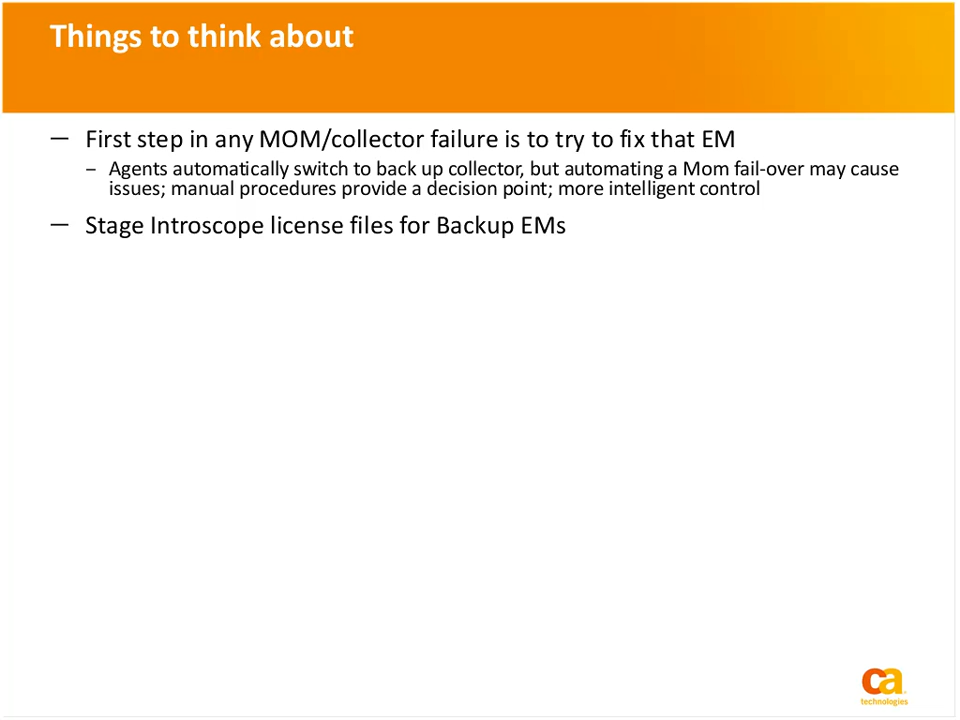 Things to think about
— First step in any MOM/collector failure is to try to fix that EM
– Agents automatically switch to back up collector, but automating a Mom fail-over may cause
issues; manual procedures provide a decision point; more intelligent control
— Stage Introscope license files for Backup EMs
ca
technologies